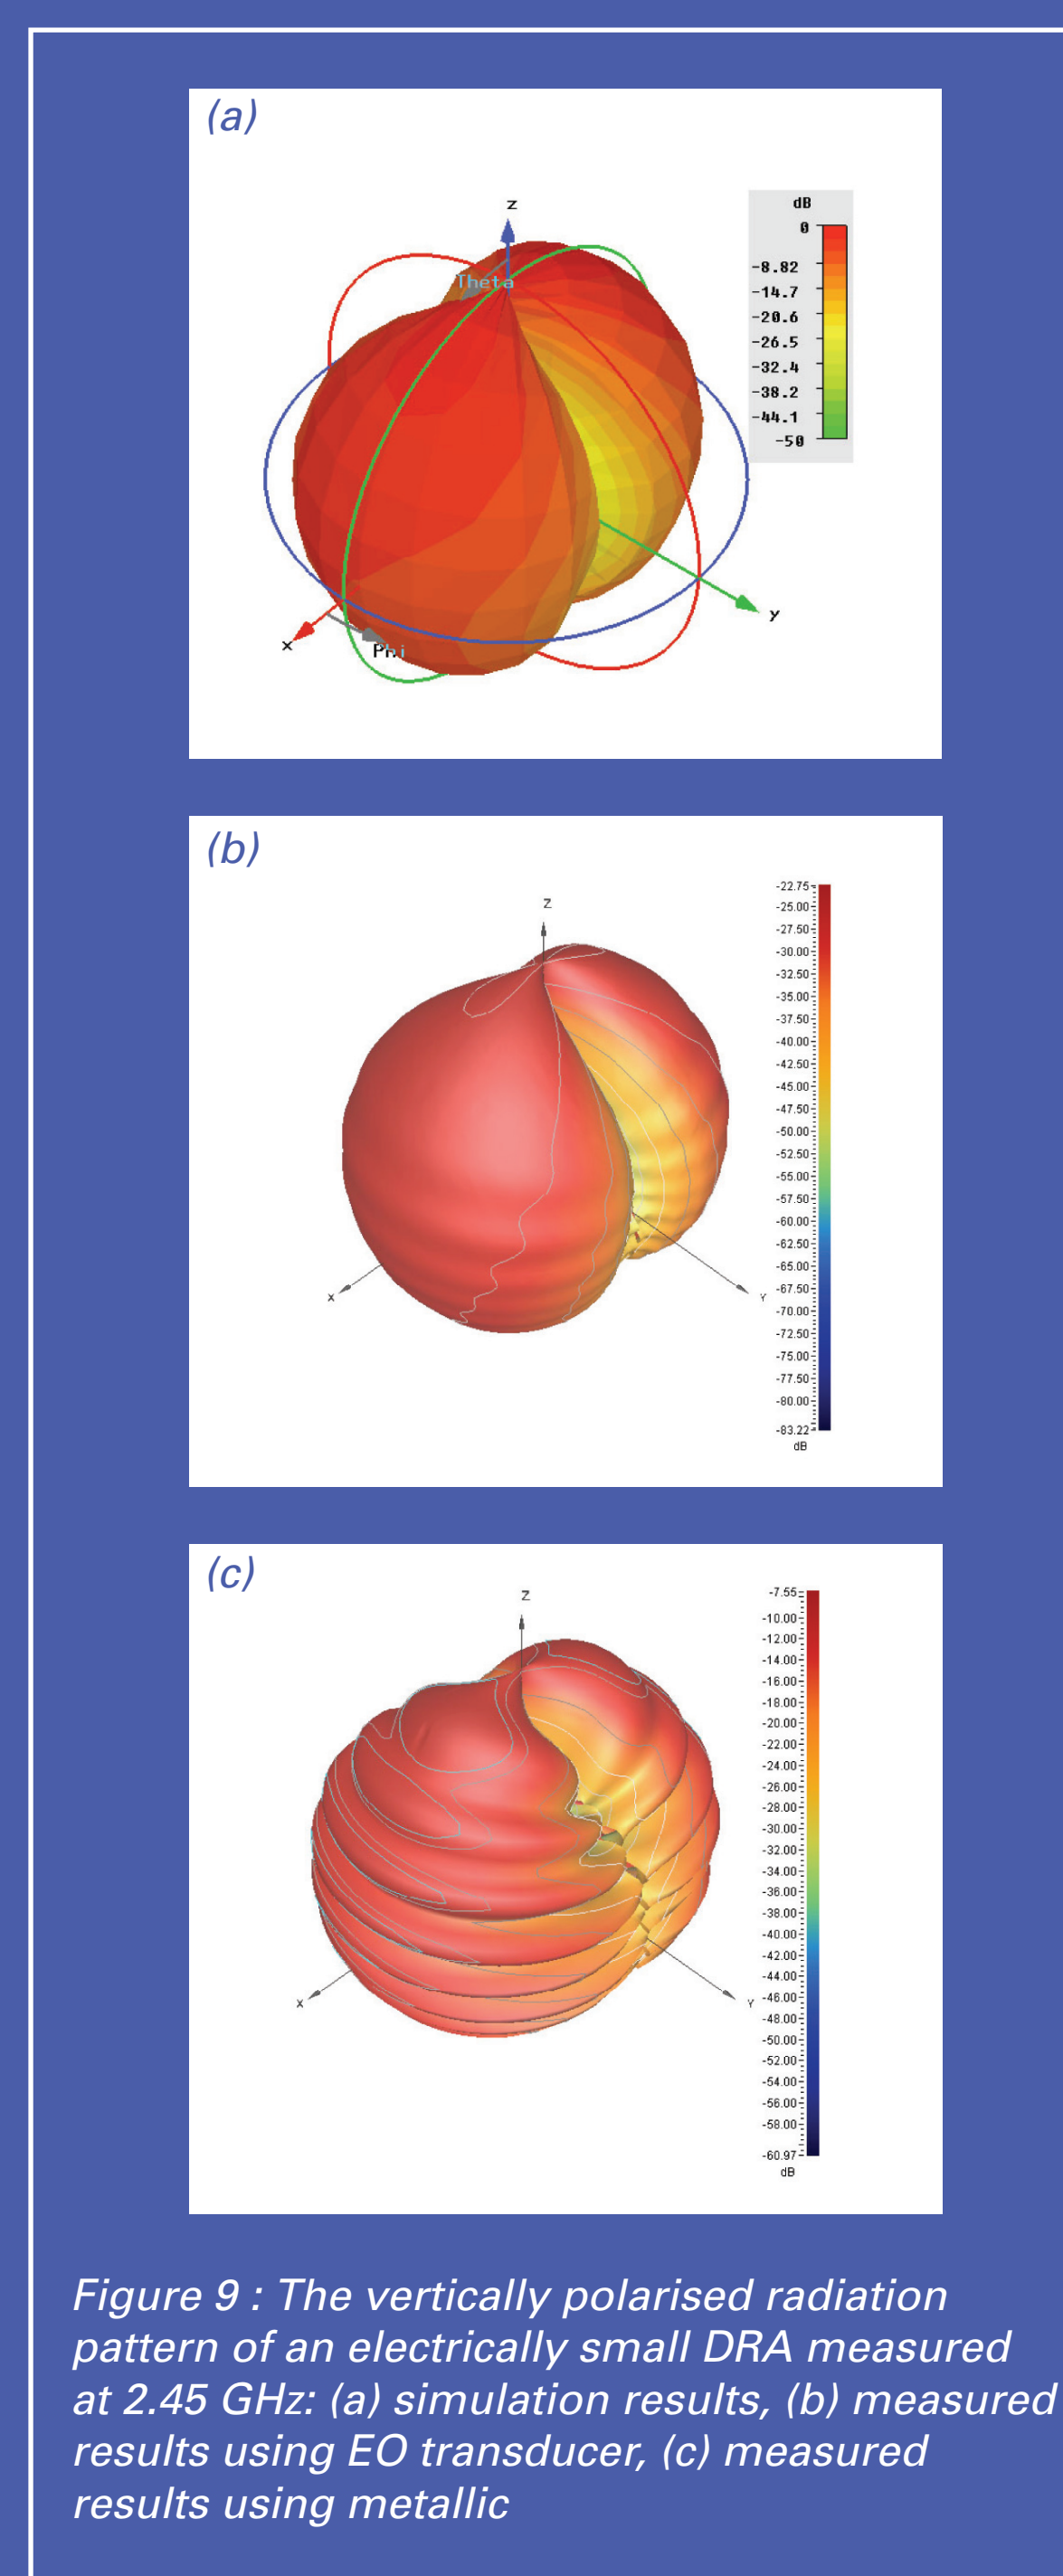 (a)
z
Theta
x
Phi
y
dB
0
-8.82
-14.7
-20.6
-26.5
-32.4
-38.2
-44.1
-50
(b)
Z
X
Y
-22.75
-25.00
-27.50
-30.00
-32.50
-35.00
-37.50
-40.00
-42.50
-45.00
-47.50
-50.00
-52.50
-55.00
-57.50
-60.00
-62.50
-65.00
-67.50
-70.00
-72.50
-75.00
-77.50
-80.00
-83.22
dB
(c)
Z
X
Y
-7.55
-10.00
-12.00
-14.00
-16.00
-18.00
-20.00
-22.00
-24.00
-26.00
-28.00
-30.00
-32.00
-34.00
-36.00
-38.00
-40.00
-42.00
-44.00
-46.00
-48.00
-50.00
-52.00
-54.00
-56.00
-58.00
-60.97
dB
Figure 9 : The vertically polarised radiation
pattern of an electrically small DRA measured
at 2.45 GHz: (a) simulation results, (b) measured
results using EO transducer, (c) measured
results using metallic